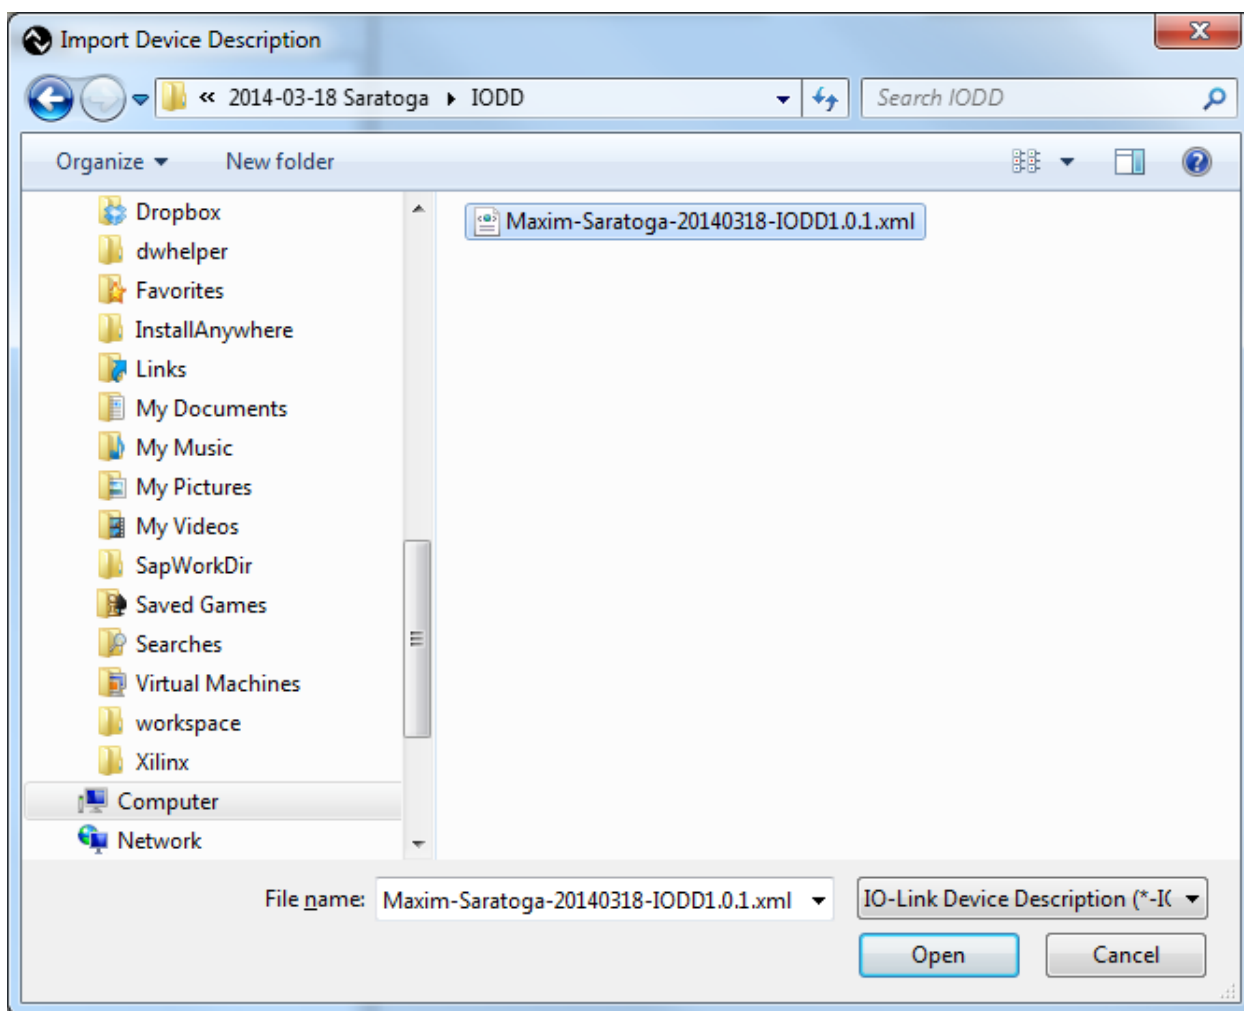 Import Device Description
« 2014-03-18 Saratoga IODD
Search IODD
Organize
New folder
Dropbox
dwhelper
Favorites
InstallAnywhere
Links
My Documents
My Music
My Pictures
My Videos
SapWorkDir
Saved Games
Searches
Virtual Machines
workspace
Xilinx
Computer
Network
Maxim-Saratoga-20140318-IODD1.0.1.xml
File name: Maxim-Saratoga-20140318-IODD1.0.1.xml
IO-Link Device Description (*-I
Open
Cancel